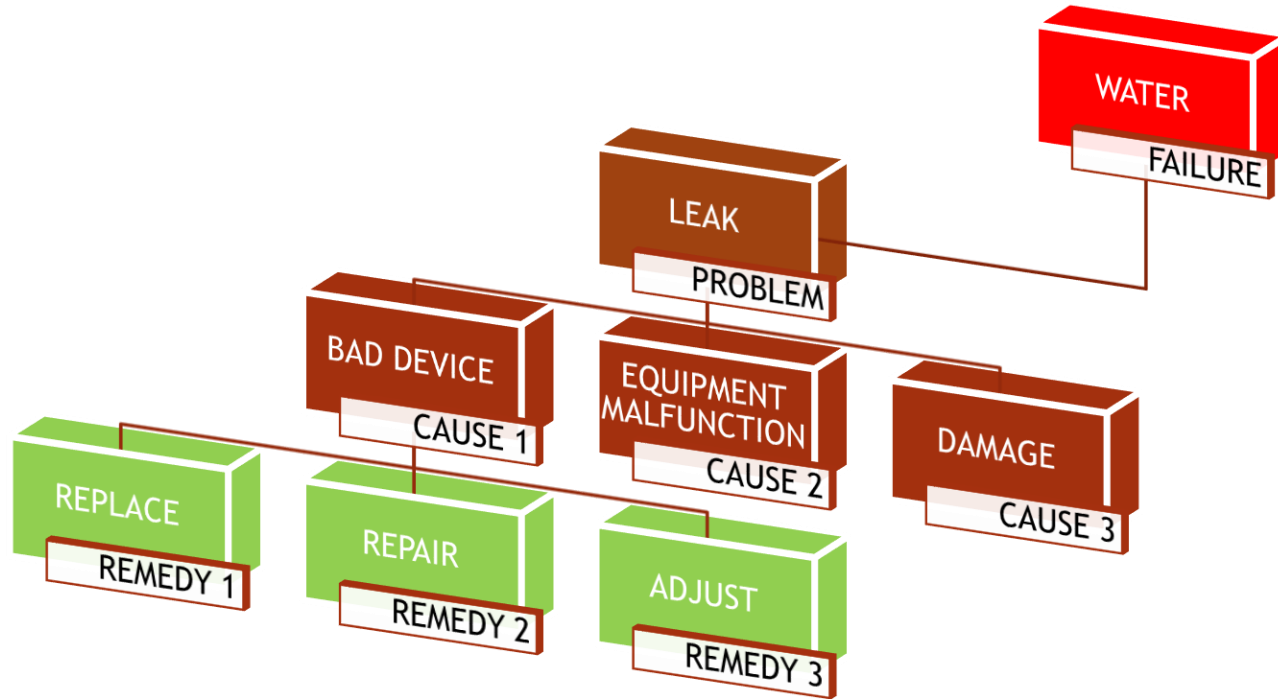 WATER
FAILURE
LEAK
PROBLEM
BAD DEVICE
CAUSE 1
EQUIPMENT
MALFUNCTION
CAUSE 2
DAMAGE
CAUSE 3
REPLACE
REMEDY 1
REPAIR
REMEDY 2
ADJUST
REMEDY 3